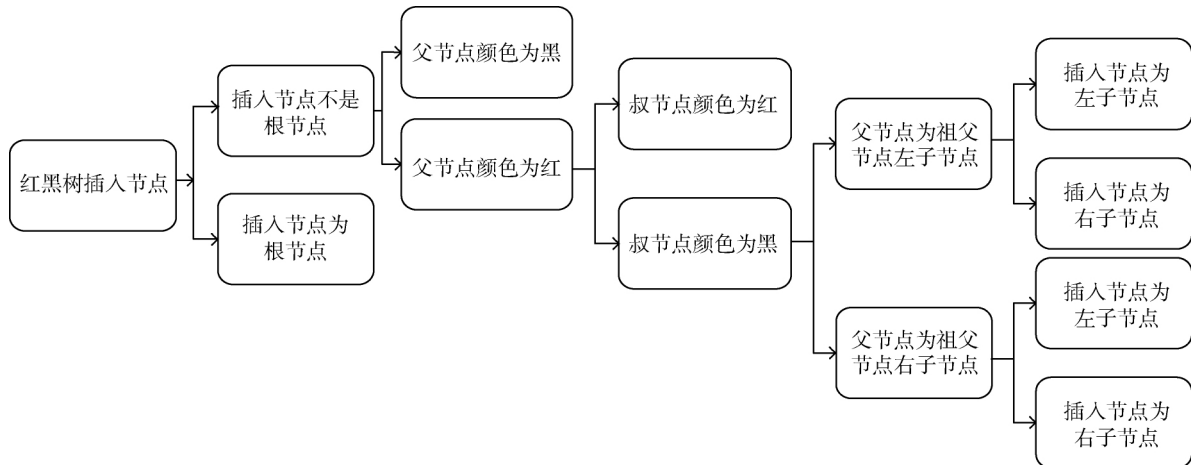 红黑树插入节点
插入节点不是
根节点
插入节点为
根节点
父节点颜色为黑
父节点颜色为红
叔节点颜色为红
叔节点颜色为黑
父节点为祖父
节点左子节点
父节点为祖父
节点右子节点
插入节点为
左子节点
插入节点为
右子节点
插入节点为
左子节点
插入节点为
右子节点